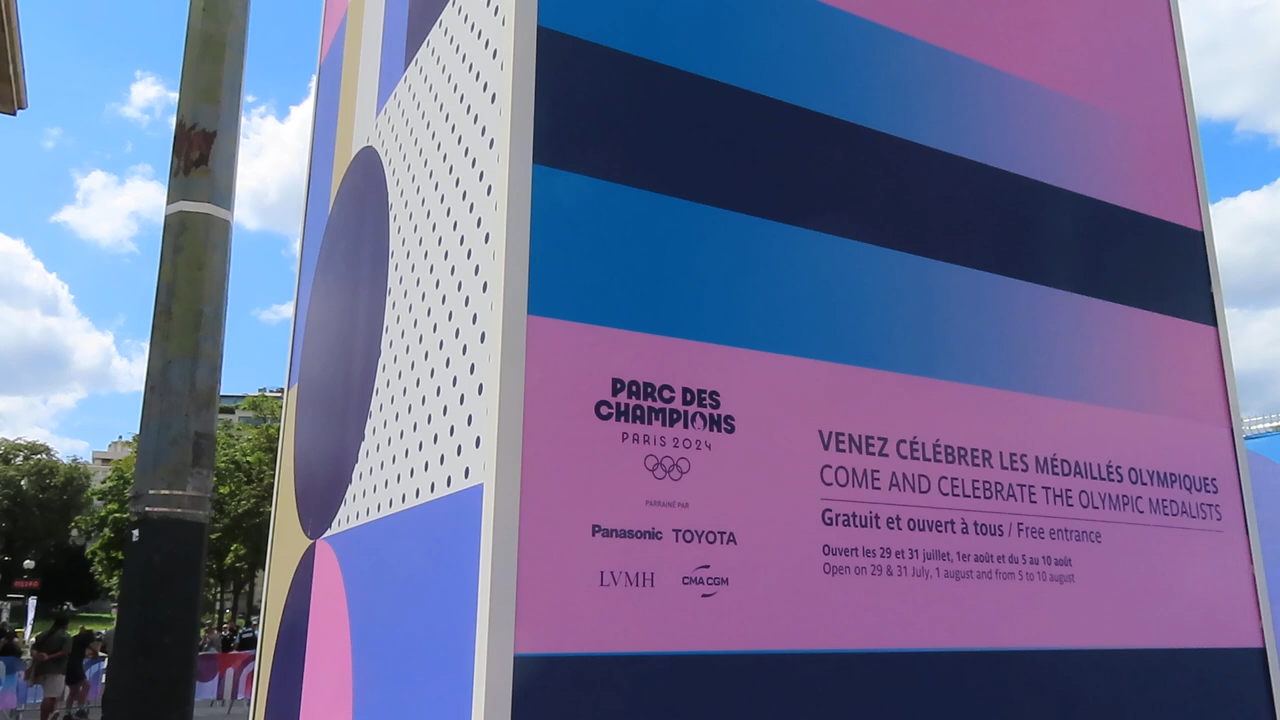 PARC DES
CHAMPIONS
PARIS 2024
PARRAINÉ PAR
Panasonic TOYOTA
LVMH CMA CGM
VENEZ CÉLÉBRER LES MÉDAILLÉS OLYMPIQUES
COME AND CELEBRATE THE OLYMPIC MEDALISTS
Gratuit et ouvert à tous / Free entrance
Ouvert les 29 et 31 juillet, 1er août et du 5 au 10 août
Open on 29 & 31 July, 1 august and from 5 to 10 august
METRO